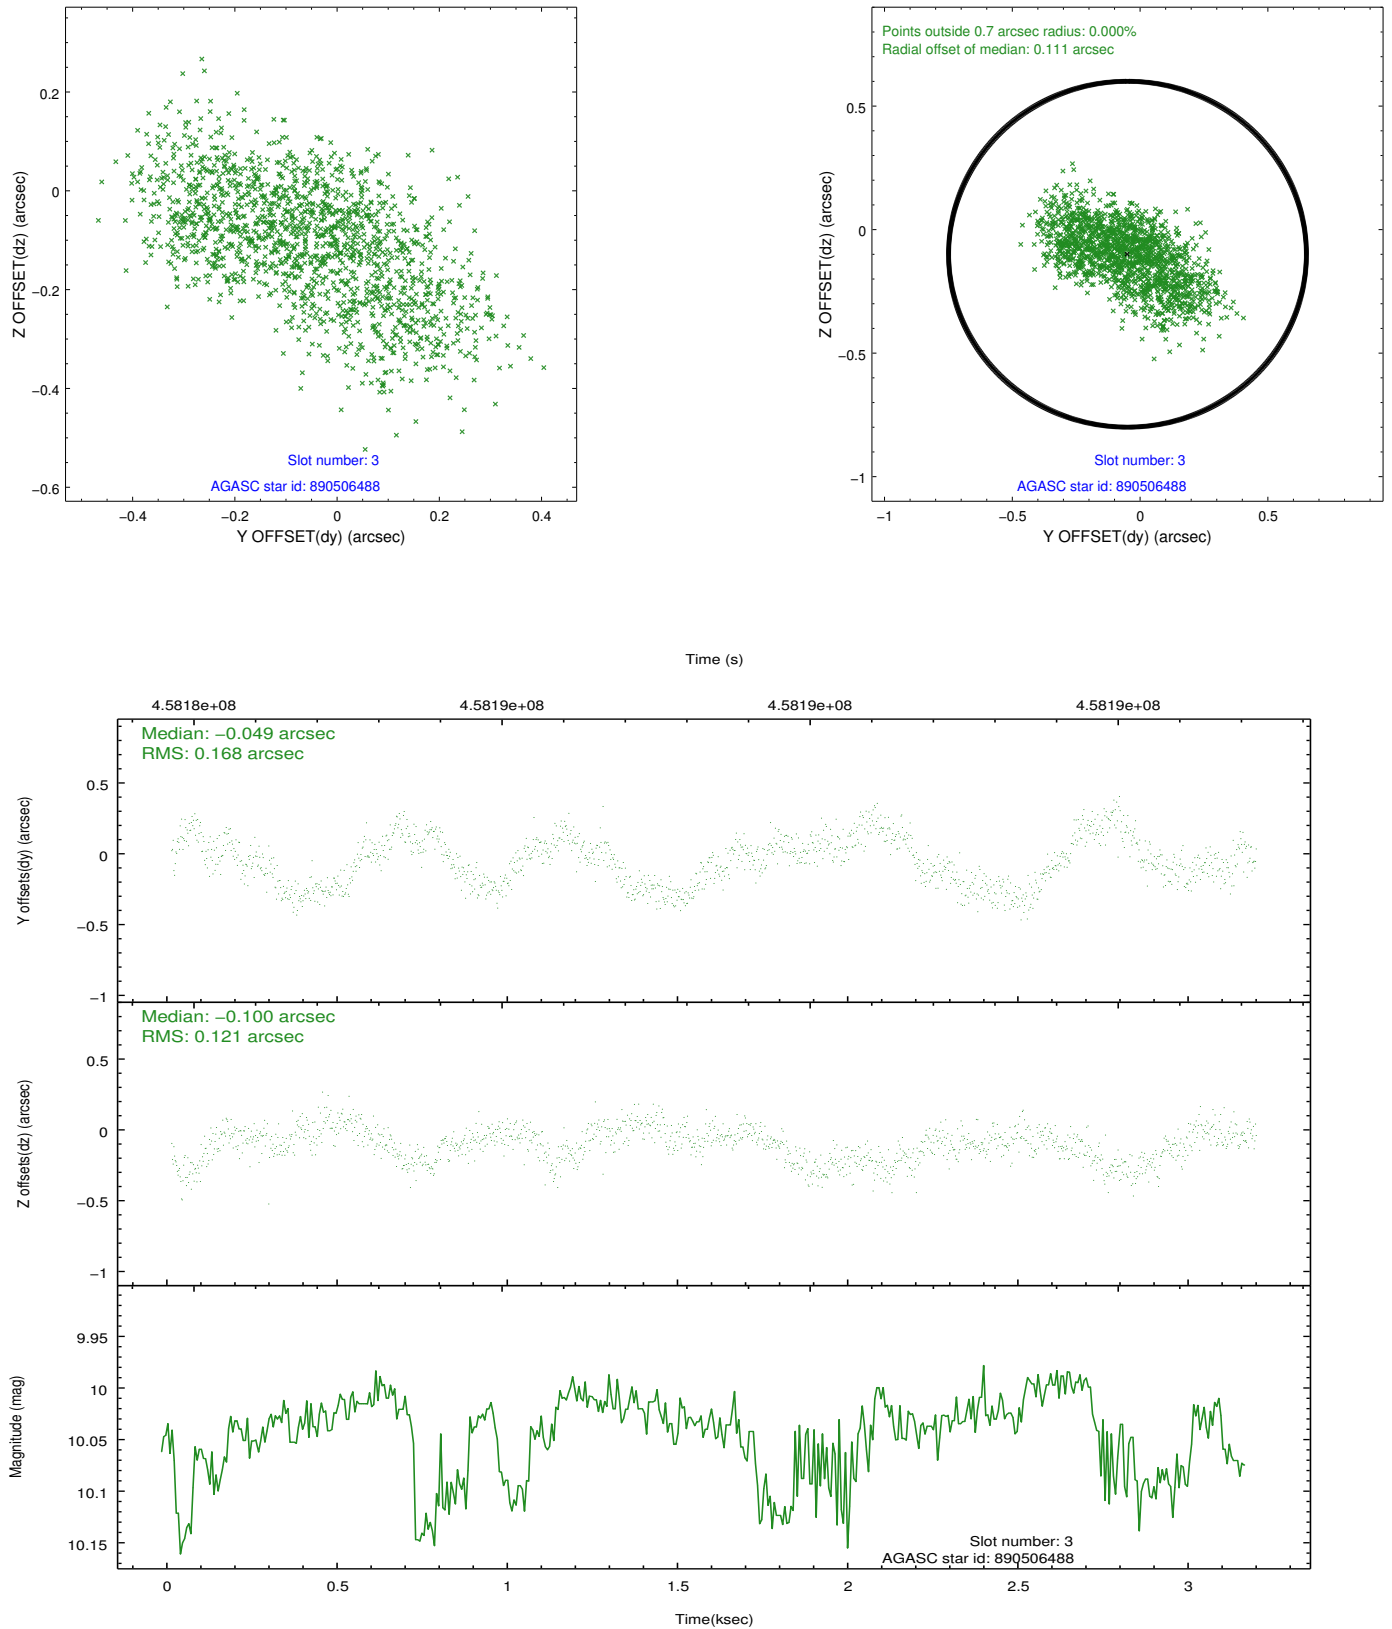 0.2
0
−0.2
−0.4
−0.6
−0.4
−0.2
0
0.2
0.4
Z OFFSET(dz) (arcsec)
Y OFFSET(dy) (arcsec)
Slot number: 3
AGASC star id: 890506488
Points outside 0.7 arcsec radius: 0.000%
Radial offset of median: 0.111 arcsec
0.5
0
−0.5
−1
−1
−0.5
0
0.5
Z OFFSET(dz) (arcsec)
Y OFFSET(dy) (arcsec)
Slot number: 3
AGASC star id: 890506488
Time (s)
4.5818e+08
4.5819e+08
4.5819e+08
4.5819e+08
Median: −0.049 arcsec
RMS: 0.168 arcsec
0.5
0
−0.5
−1
Y offsets(dy) (arcsec)
Median: −0.100 arcsec
RMS: 0.121 arcsec
0.5
0
−0.5
−1
Z offsets(dz) (arcsec)
9.95
10
10.05
10.1
10.15
Magnitude (mag)
Slot number: 3
AGASC star id: 890506488
0
0.5
1
1.5
2
2.5
3
Time(ksec)